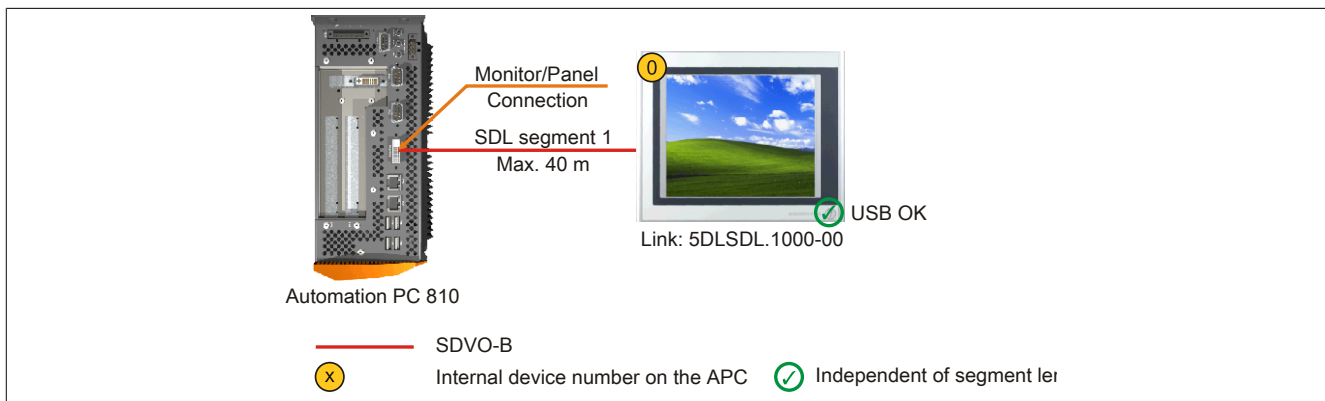 Monitor/Panel
Connection
SDL segment 1
Max. 40 m
0
USB OK
Link: 5DLSDL.1000-00
Automation PC 810
SDVO-B
x
Internal device number on the APC
Independent of segment